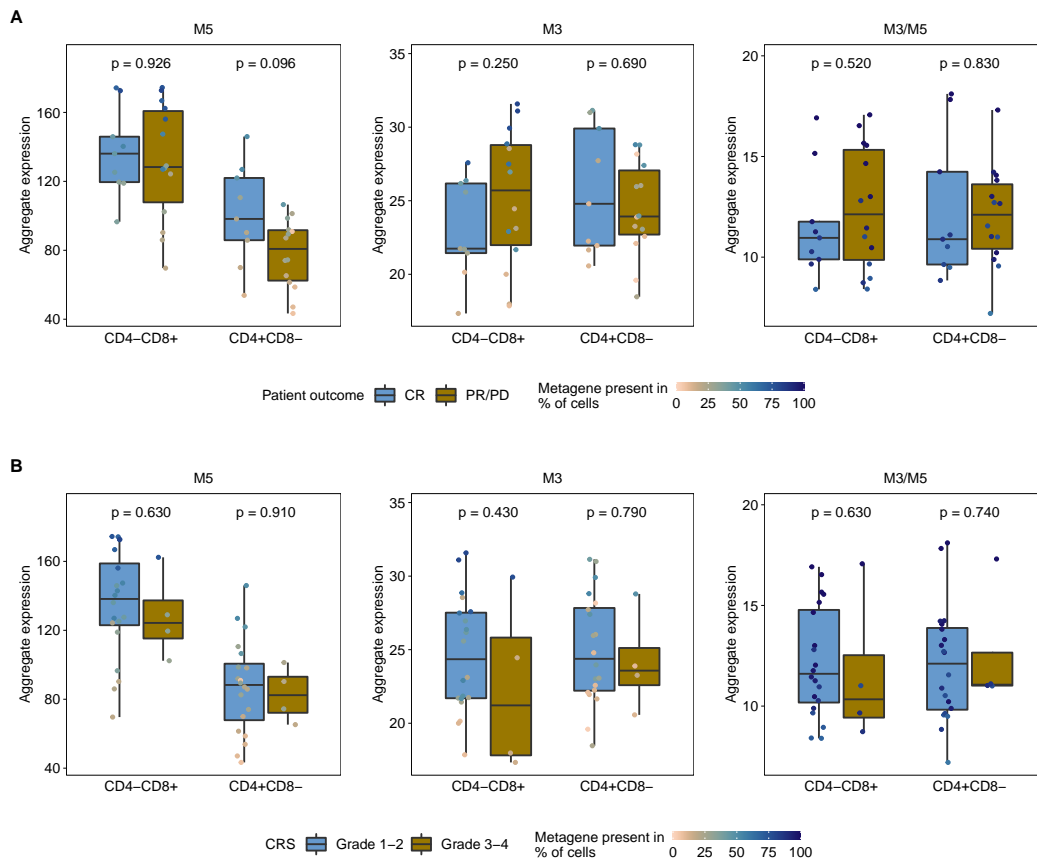 A
M5
M3
M3/M5
p = 0.926
p = 0.096
p = 0.250
p = 0.690
p = 0.520
p = 0.830
Aggregate expression
160
120
80
40
Aggregate expression
35
30
25
20
Aggregate expression
20
15
10
CD4−CD8+
CD4+CD8−
CD4−CD8+
CD4+CD8−
CD4−CD8+
CD4+CD8−
Patient outcome
CR
PR/PD
Metagene present in
% of cells
0
25
50
75
100
B
M5
M3
M3/M5
p = 0.630
p = 0.910
p = 0.430
p = 0.790
p = 0.630
p = 0.740
Aggregate expression
160
120
80
40
Aggregate expression
35
30
25
20
Aggregate expression
20
15
10
CD4−CD8+
CD4+CD8−
CD4−CD8+
CD4+CD8−
CD4−CD8+
CD4+CD8−
CRS
Grade 1−2
Grade 3−4
Metagene present in
% of cells
0
25
50
75
100